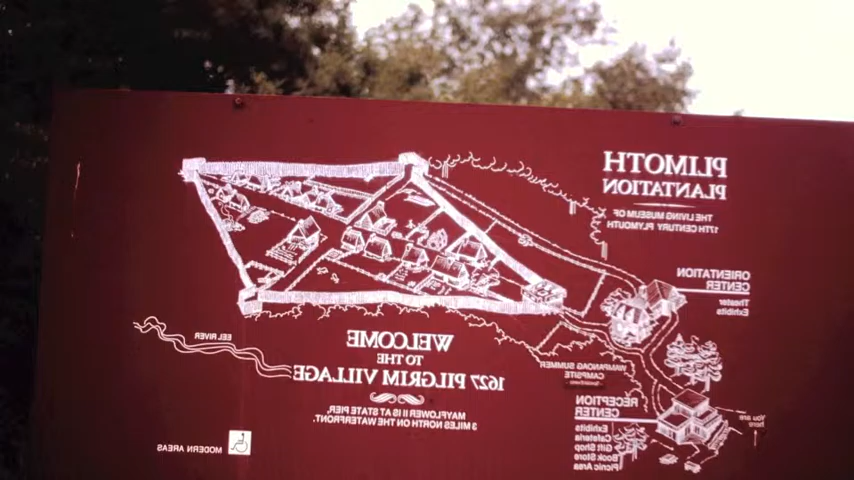 PLIMOTH
PLANTATION
THE LIVING MUSEUM OF
17TH CENTURY PLYMOUTH
ORIENTATION
CENTER
Theater
Exhibits
WELCOME
TO THE
1627 PILGRIM VILLAGE
MAYFLOWER II IS AT STATE PIER,
3 MILES NORTH ON THE WATERFRONT.
EEL RIVER
WAMPANOAG SUMMER
CAMPSITE
RECEPTION
CENTER
Exhibits
Cafeteria
Gift Shop
Book Store
Picnic Area
You are
here
MODERN AREAS